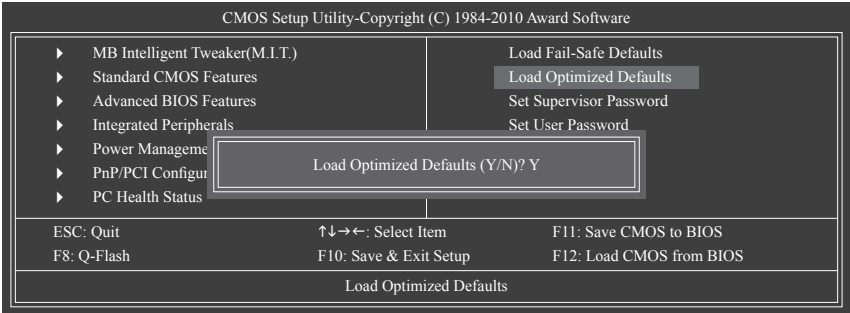 CMOS Setup Utility-Copyright (C) 1984-2010 Award Software
MB Intelligent Tweaker(M.I.T.)
Standard CMOS Features
Advanced BIOS Features
Integrated Peripherals
Power Manageme
PnP/PCI Configur
PC Health Status
Load Fail-Safe Defaults
Load Optimized Defaults
Set Supervisor Password
Set User Password
Load Optimized Defaults (Y/N)? Y
ESC: Quit ↑↓→←: Select Item F11: Save CMOS to BIOS
F8: Q-Flash F10: Save & Exit Setup F12: Load CMOS from BIOS
Load Optimized Defaults